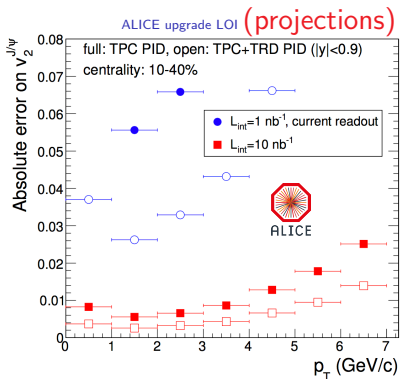 ALICE upgrade LOI (projections)
full: TPC PID, open: TPC+TRD PID (|y|<0.9)
centrality: 10-40%
L_int=1 nb^-1, current readout
L_int=10 nb^-1
ALICE
Absolute error on v_2^J/ψ
0.08
0.07
0.06
0.05
0.04
0.03
0.02
0.01
0
0 1 2 3 4 5 6 7
p_T (GeV/c)